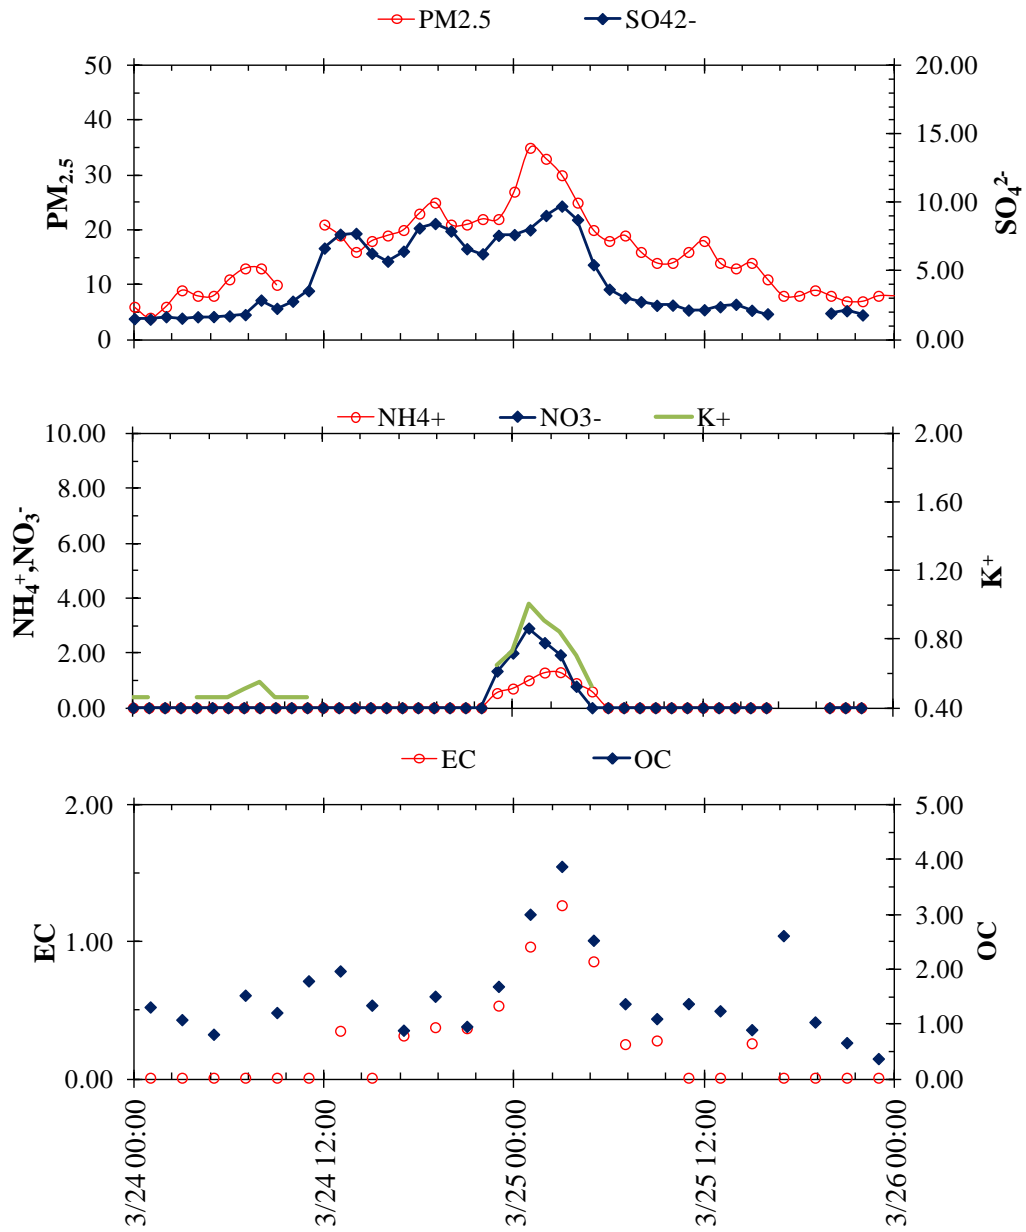 PM2.5 SO42-
50 20.00
40 15.00
30 10.00
20 5.00
10 0.00
0
PM2.5
SO42-
NH4+ NO3- K+
10.00 2.00
8.00 1.60
6.00 1.20
4.00 0.80
2.00 0.40
0.00
NH4+,NO3-
K+
EC OC
2.00 5.00
1.00 4.00
0.00 3.00
2.00
1.00
0.00
EC
OC
3/24 00:00
3/24 12:00
3/25 00:00
3/25 12:00
3/26 00:00